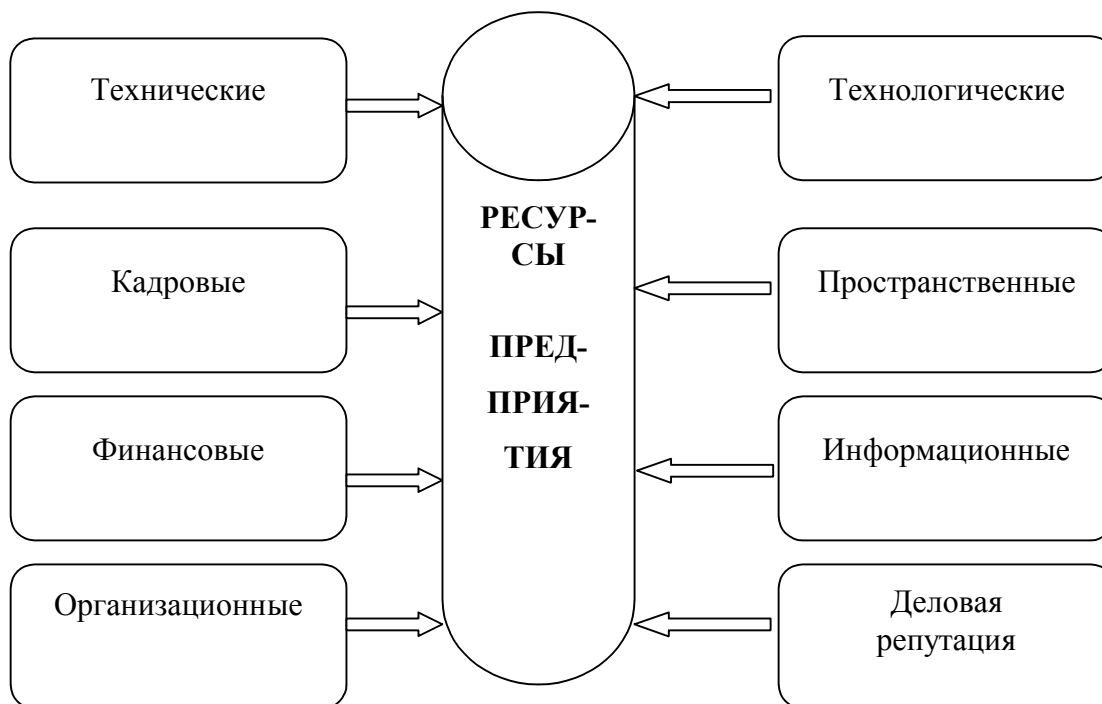 Технические
Технологические
РЕСУР-
СЫ
Кадровые
Пространственные
ПРЕД-
ПРИЯ-
ТИЯ
Финансовые
Информационные
Организационные
Деловая
репутация